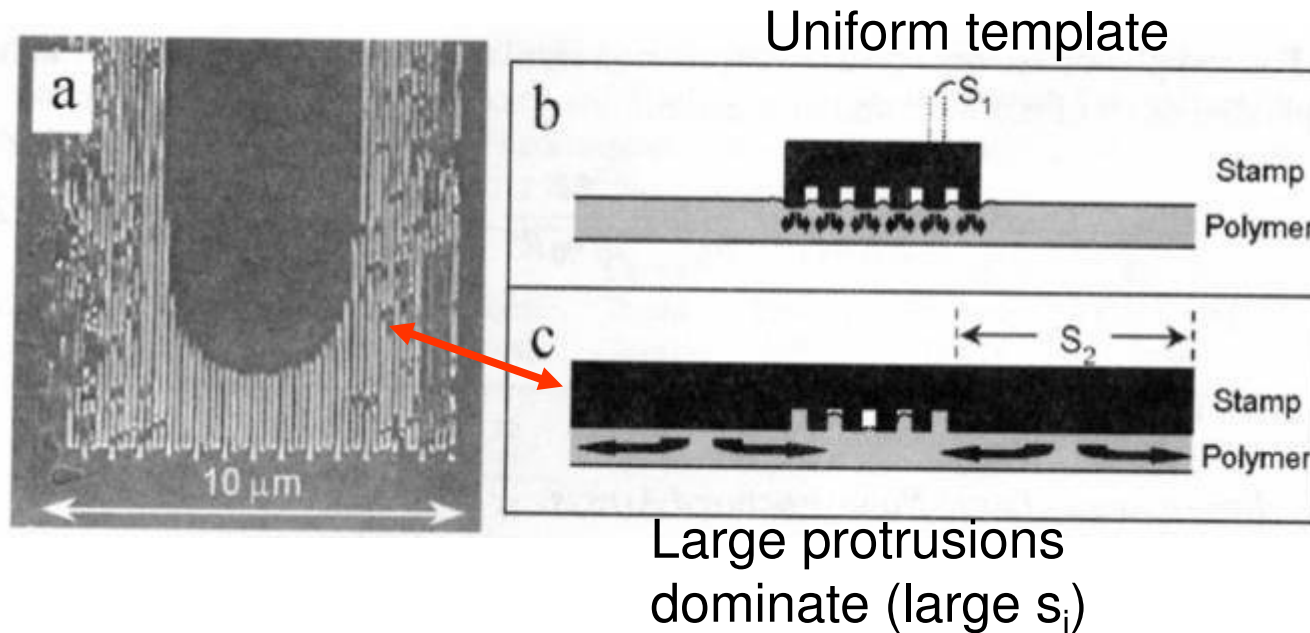 Uniform template
a
10 μm
b
S1
Stamp
Polymer
c
S2
Stamp
Polymer
Large protrusions
dominate (large si)